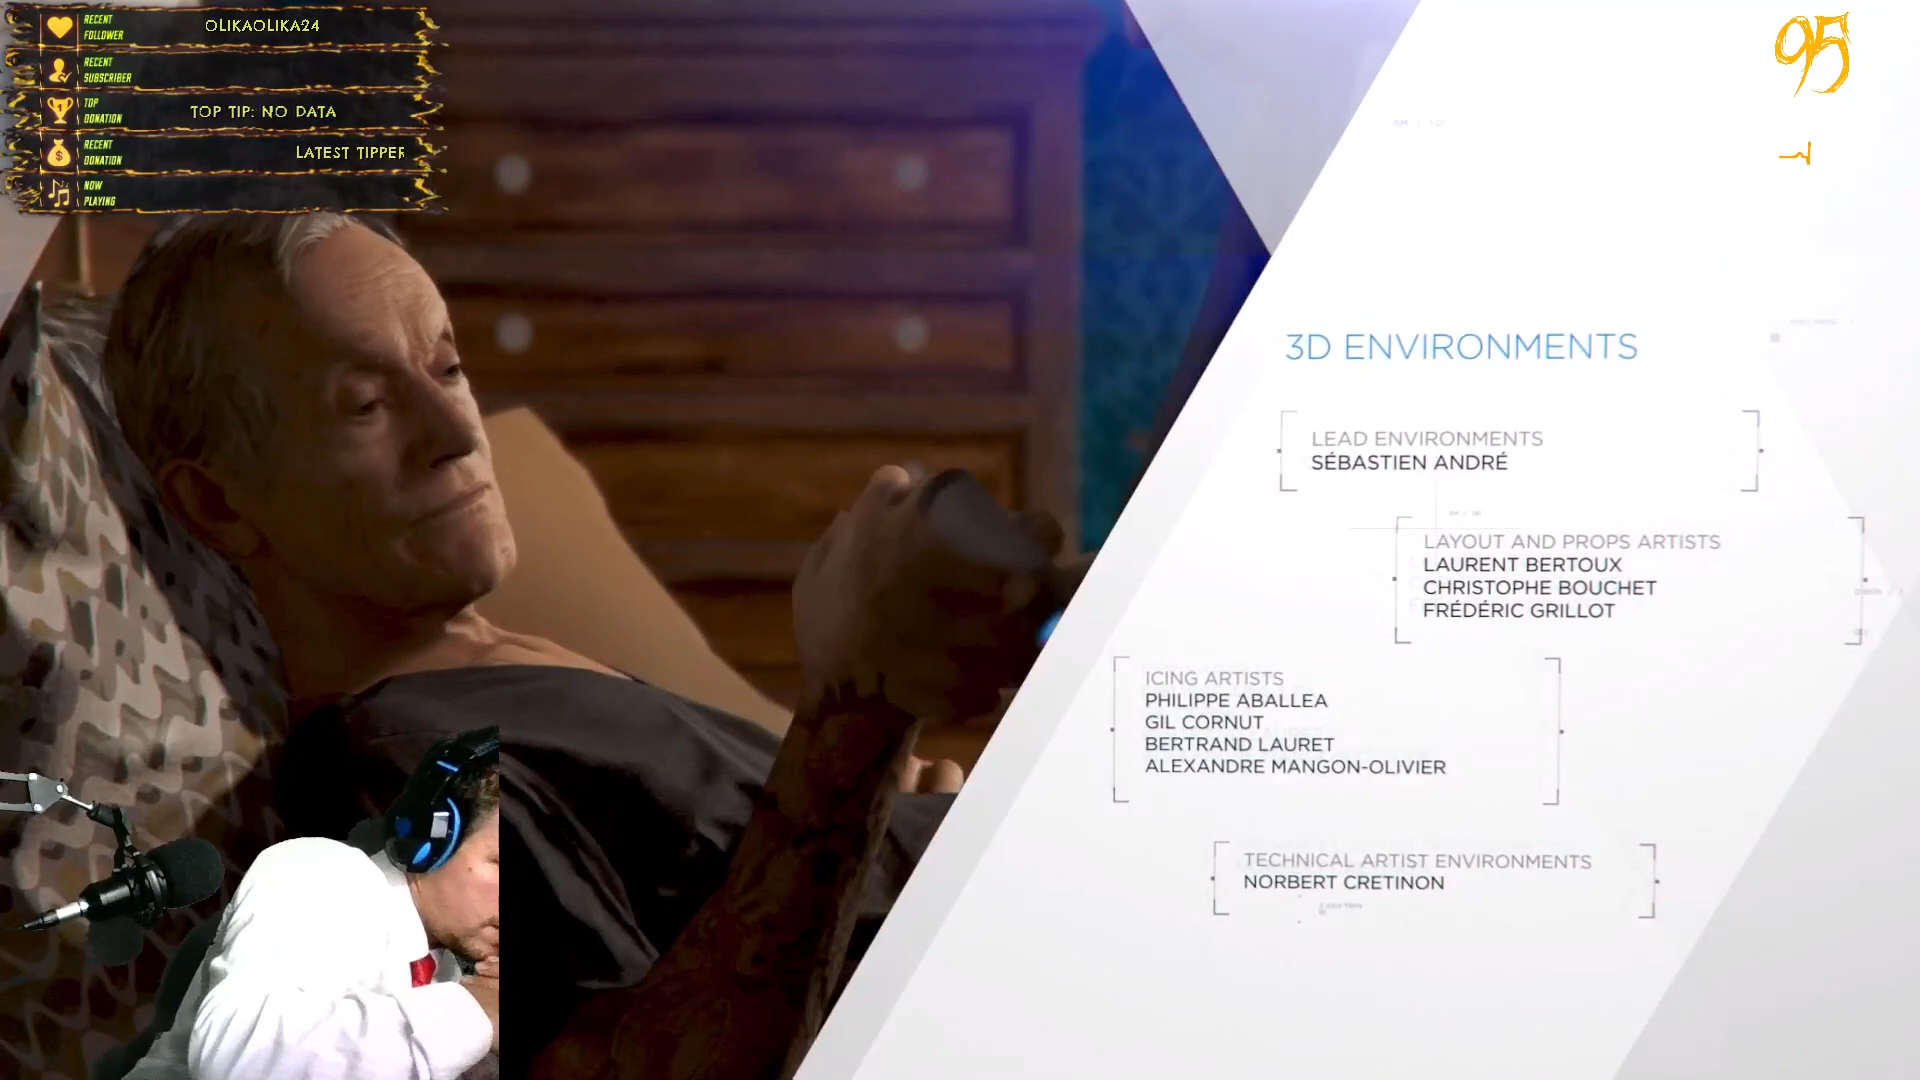 RECENT
FOLLOWER
OLIKAOLIKA24
RECENT
SUBSCRIBER
TOP
DONATION
TOP TIP: NO DATA
RECENT
DONATION
LATEST TIPPER
NOW
PLAYING
95
3D ENVIRONMENTS
LEAD ENVIRONMENTS
SÉBASTIEN ANDRÉ
LAYOUT AND PROPS ARTISTS
LAURENT BERTOUX
CHRISTOPHE BOUCHET
FRÉDÉRIC GRILLOT
ICING ARTISTS
PHILIPPE ABALLEA
GIL CORNUT
BERTRAND LAURET
ALEXANDRE MANGON-OLIVIER
TECHNICAL ARTIST ENVIRONMENTS
NORBERT CRETINON